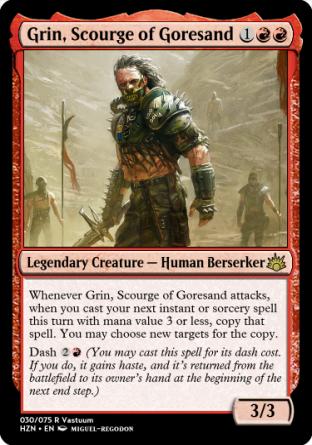 Grin, Scourge of Goresand 1
Legendary Creature — Human Berserker
Whenever Grin, Scourge of Goresand attacks,
when you cast your next instant or sorcery spell
this turn with mana value 3 or less, copy that
spell. You may choose new targets for the copy.
Dash 2 (You may cast this spell for its dash cost.
If you do, it gains haste, and it's returned from the
battlefield to its owner's hand at the beginning of
the next end step.)
3/3
030/075 R Vastuum
HZN • EN MIGUEL-REGODON